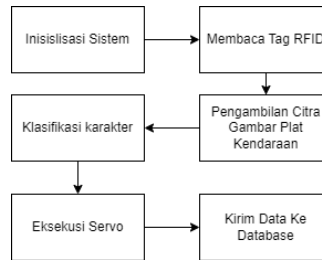 Inisislisasi Sistem
Membaca Tag RFID
Pengambilan Citra
Gambar Plat
Kendaraan
Klasifikasi karakter
Eksekusi Servo
Kirim Data Ke
Database